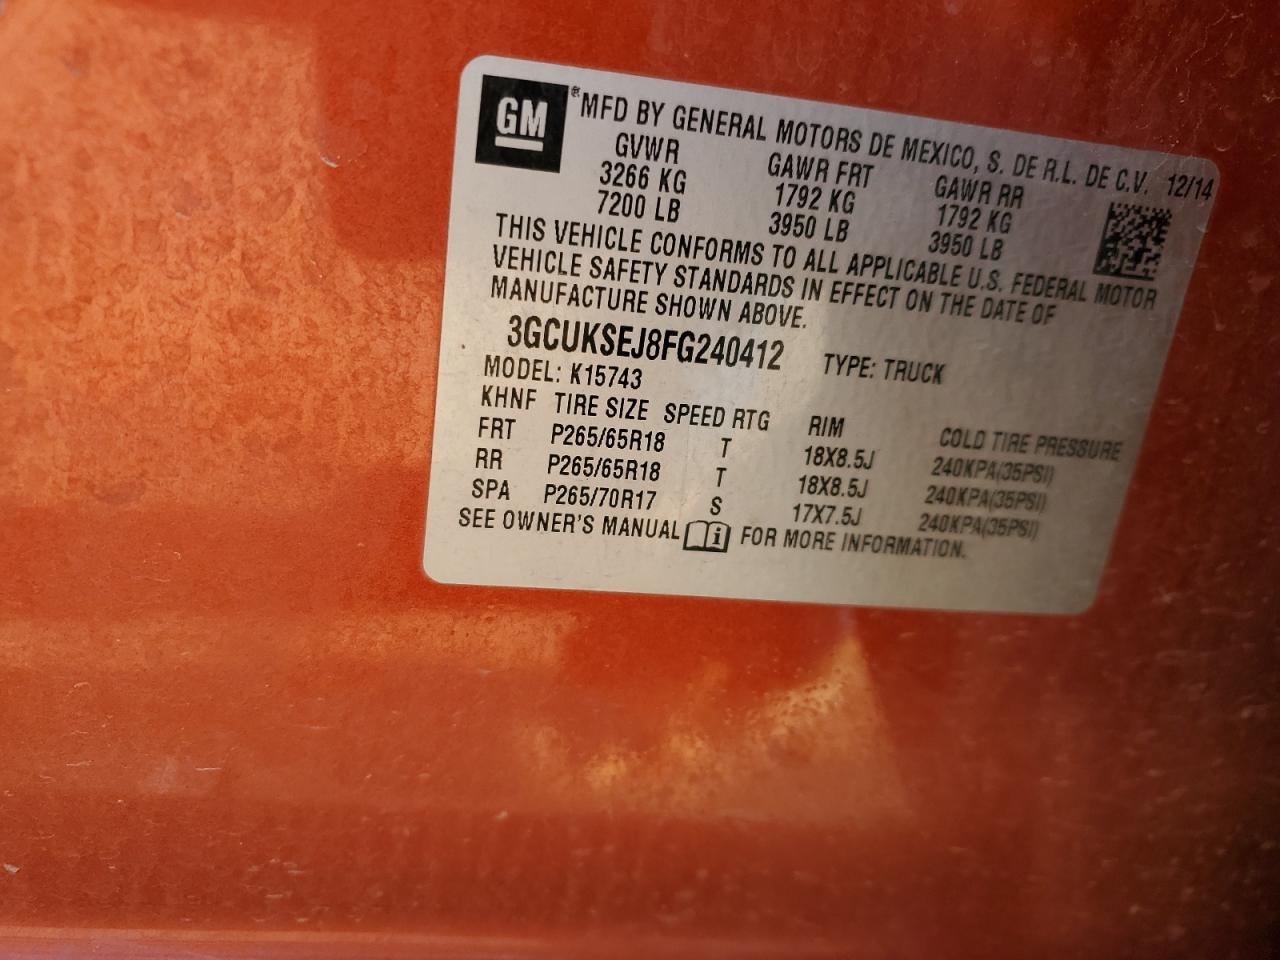 GM ® MFD BY GENERAL MOTORS DE MEXICO, S. DE R.L. DE C.V. 12/14
GVWR GAWR FRT GAWR RR
3266 KG 1792 KG 1792 KG
7200 LB 3950 LB 3950 LB
THIS VEHICLE CONFORMS TO ALL APPLICABLE U.S. FEDERAL MOTOR
VEHICLE SAFETY STANDARDS IN EFFECT ON THE DATE OF
MANUFACTURE SHOWN ABOVE.
3GCUKSEJ8FG240412 TYPE: TRUCK
MODEL: K15743
KHNF TIRE SIZE SPEED RTG RIM COLD TIRE PRESSURE
FRT P265/65R18 T 18X8.5J 240KPA(35PSI)
RR P265/65R18 T 18X8.5J 240KPA(35PSI)
SPA P265/70R17 S 17X7.5J 240KPA(35PSI)
SEE OWNER'S MANUAL i FOR MORE INFORMATION.